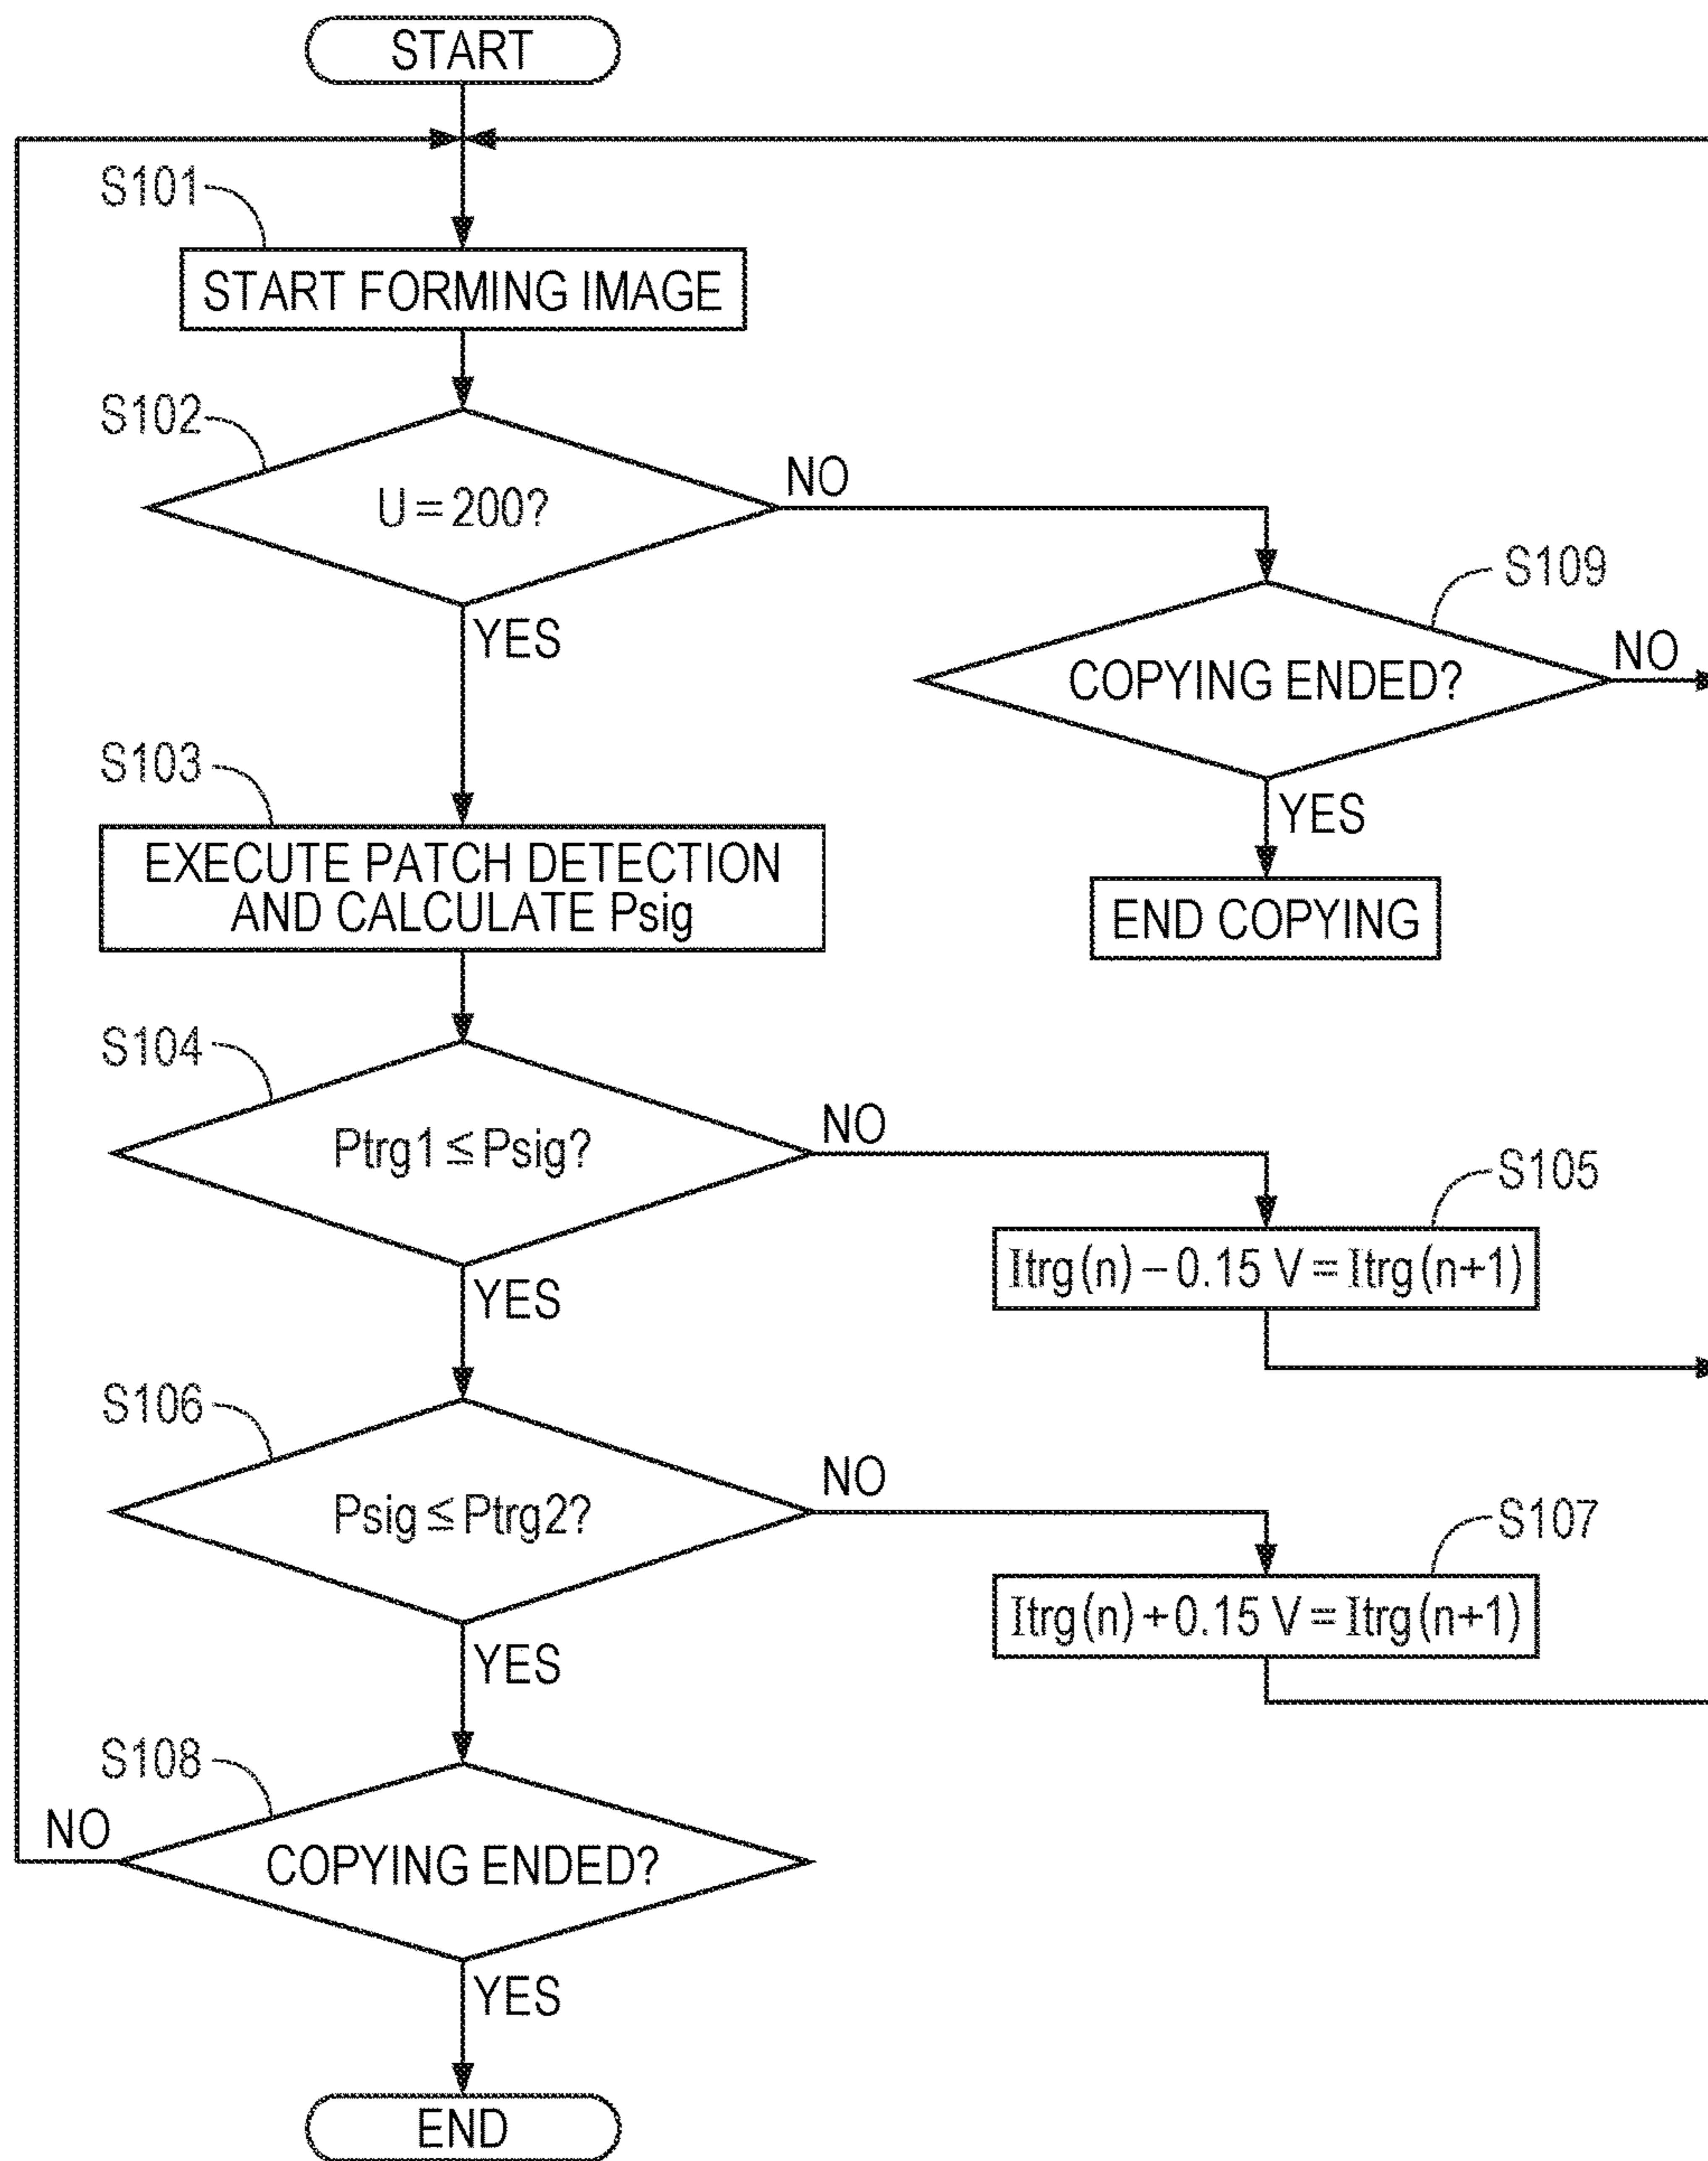 START
S101
START FORMING IMAGE
S102
U = 200?
NO
YES
S109
COPYING ENDED?
NO
YES
END COPYING
S103
EXECUTE PATCH DETECTION
AND CALCULATE Psig
S104
Ptrg1 ≦ Psig?
NO
YES
S105
Itrg(n) – 0.15 V = Itrg(n+1)
S106
Psig ≦ Ptrg2?
NO
YES
S107
Itrg(n) + 0.15 V = Itrg(n+1)
S108
NO
COPYING ENDED?
YES
END